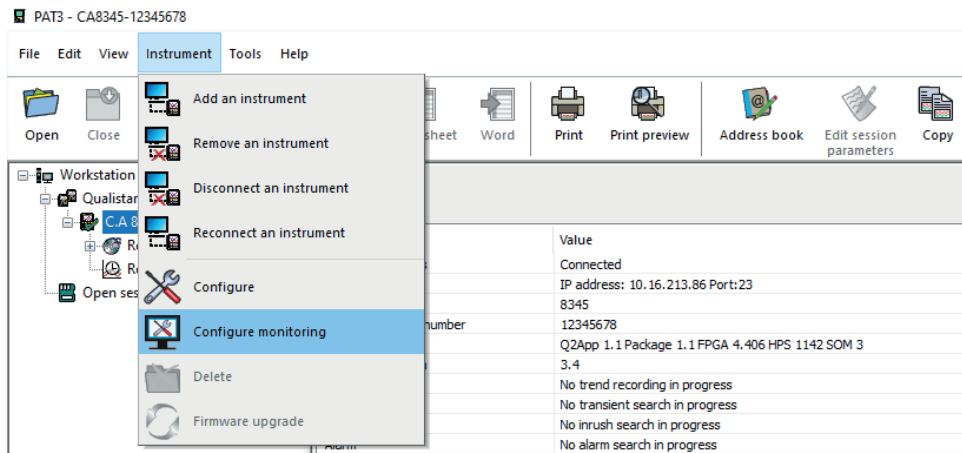 PAT3 - CA8345-12345678
File Edit View Instrument Tools Help
Add an instrument
Remove an instrument
Disconnect an instrument
Reconnect an instrument
Configure
Configure monitoring
Delete
Firmware upgrade
Open Close Word Print Print preview Address book Edit session parameters Copy
Workstation
C.A 8
Value
Connected
IP address: 10.16.213.86 Port:23
8345
number 12345678
Q2App 1.1 Package 1.1 FPGA 4.406 HPS 1142 SOM 3
3.4
No trend recording in progress
No transient search in progress
No inrush search in progress
Alarm No alarm search in progress